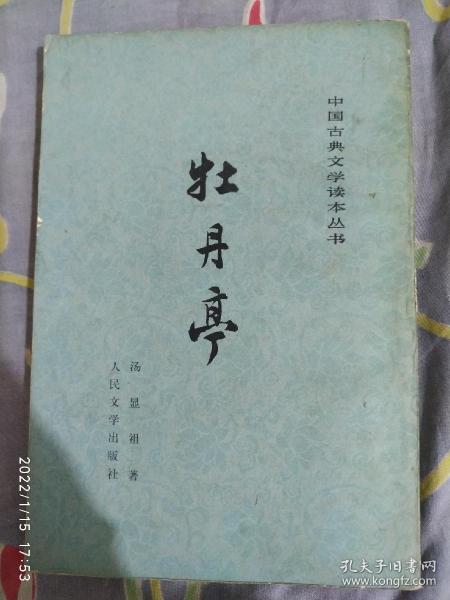 中国古典文学读本丛书
牡丹亭
汤显祖 著
人民文学出版社
2022/1/15 17:53
孔夫子旧书网
www.kongfz.com